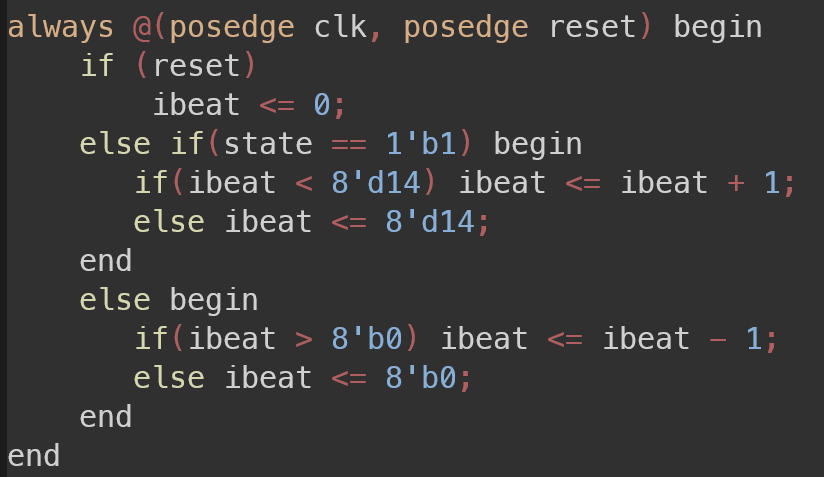 always @(posedge clk, posedge reset) begin
    if (reset)
        ibeat <= 0;
    else if(state == 1'b1) begin
       if(ibeat < 8'd14) ibeat <= ibeat + 1;
       else ibeat <= 8'd14;
    end
    else begin
       if(ibeat > 8'b0) ibeat <= ibeat - 1;
       else ibeat <= 8'b0;
    end
end